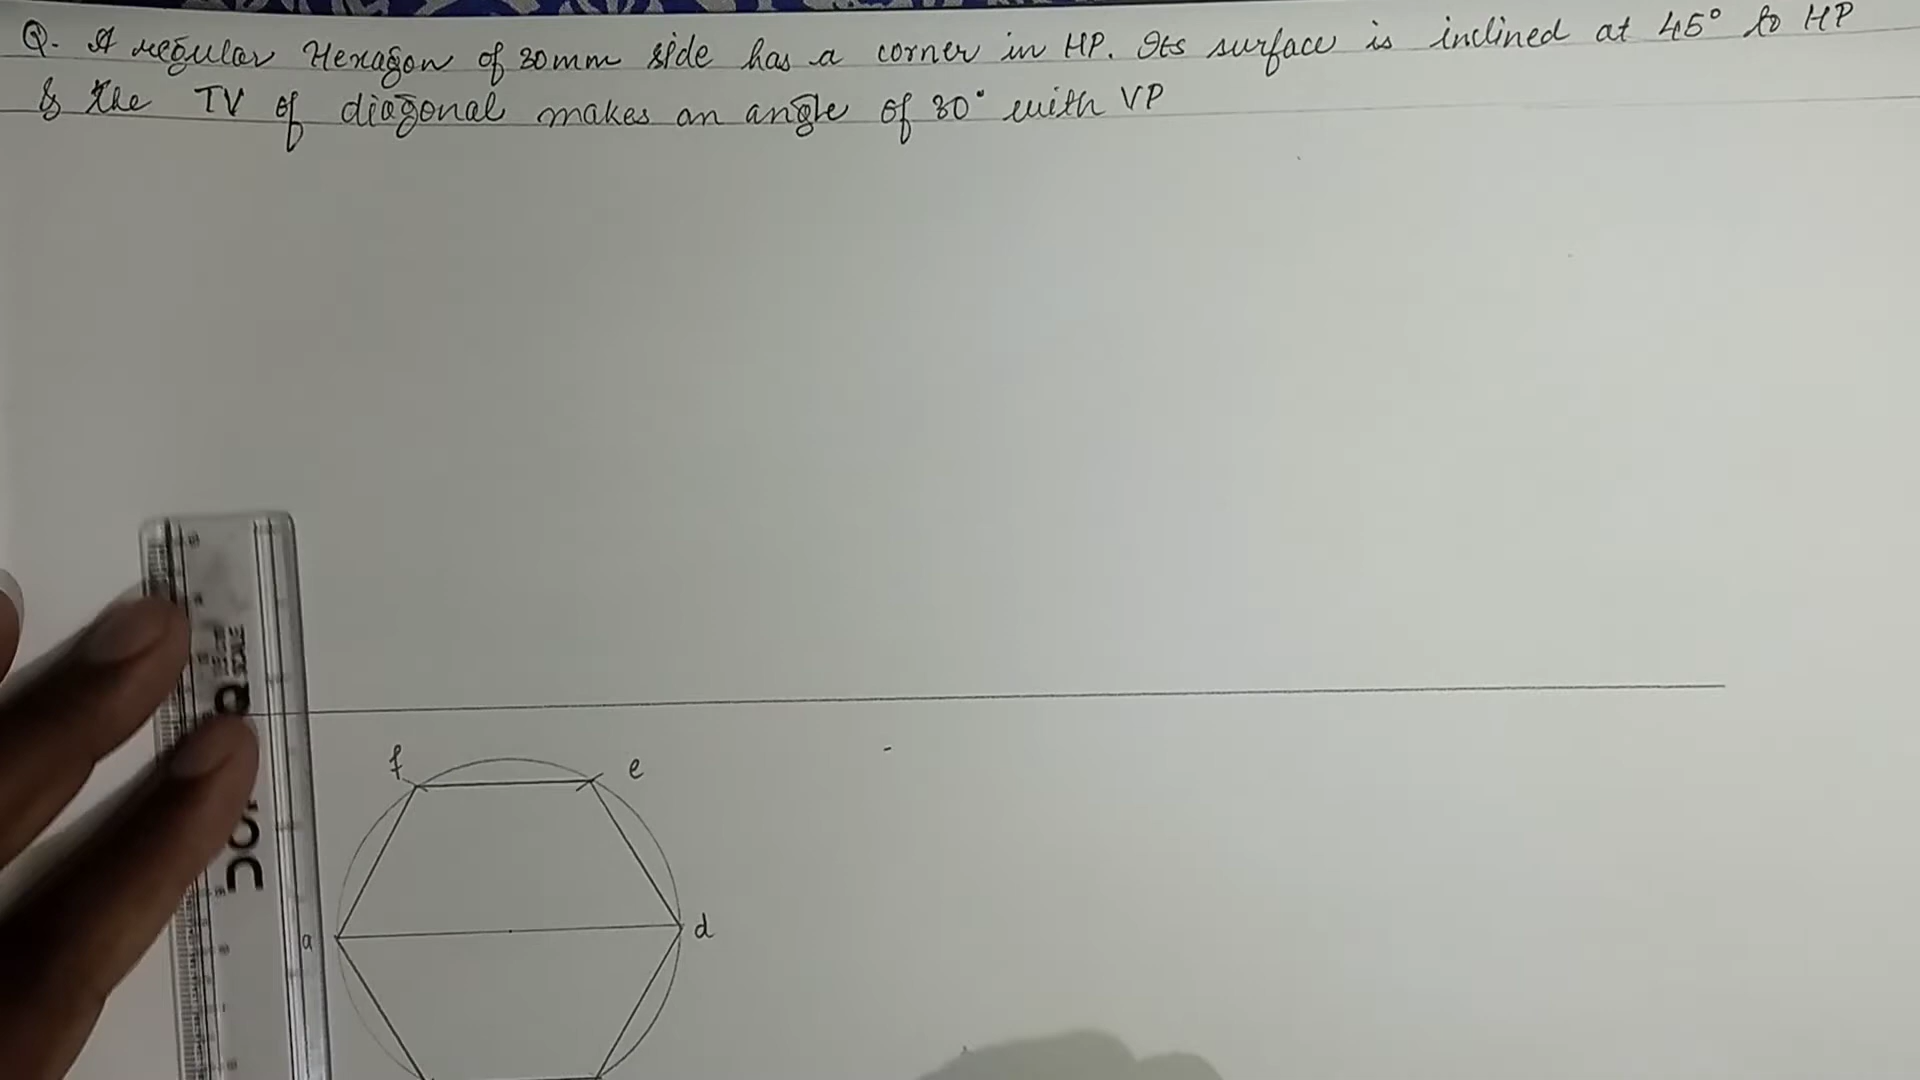 Q. A regular Hexagon of 30mm side has a corner in HP. Its surface is inclined at 45° to HP
& the TV of diagonal makes an angle of 30° with VP
f
e
a
d